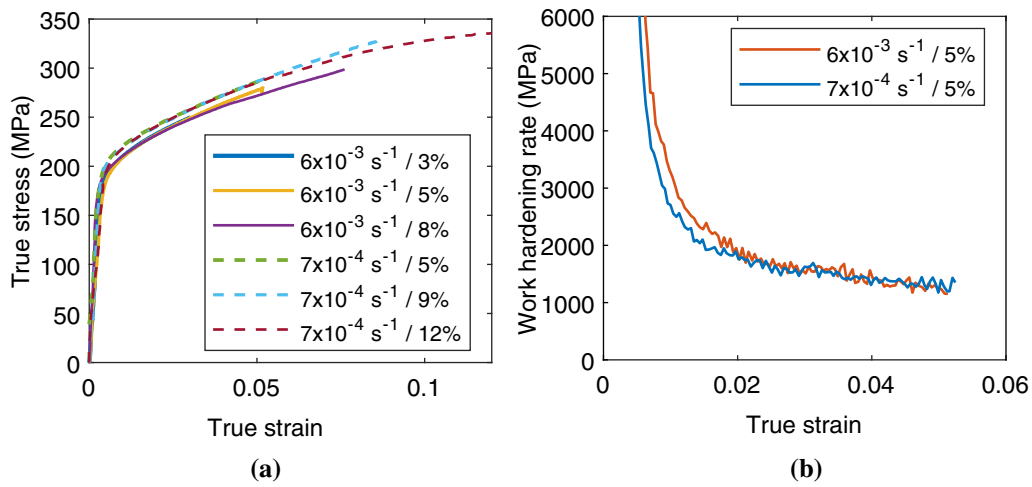 350
300
250
200
150
100
50
0
True stress (MPa)
6x10⁻³ s⁻¹ / 3%
6x10⁻³ s⁻¹ / 5%
6x10⁻³ s⁻¹ / 8%
7x10⁻⁴ s⁻¹ / 5%
7x10⁻⁴ s⁻¹ / 9%
7x10⁻⁴ s⁻¹ / 12%
0 0.05 0.1
True strain
(a)
6000
5000
4000
3000
2000
1000
0
Work hardening rate (MPa)
6x10⁻³ s⁻¹ / 5%
7x10⁻⁴ s⁻¹ / 5%
0 0.02 0.04 0.06
True strain
(b)